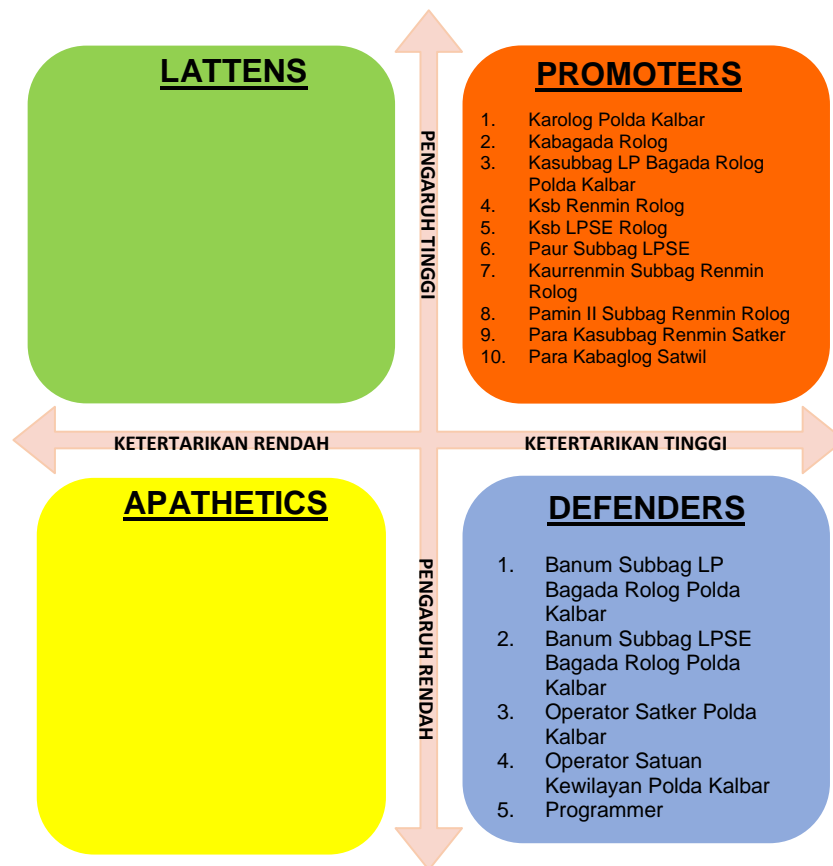 LATTENS
PROMOTERS
1. Karolog Polda Kalbar
2. Kabagada Rolog
3. Kasubbag LP Bagada Rolog
Polda Kalbar
4. Ksb Renmin Rolog
5. Ksb LPSE Rolog
6. Paur Subbag LPSE
7. Kaurrenmin Subbag Renmin
Rolog
8. Pamin II Subbag Renmin Rolog
9. Para Kasubbag Renmin Satker
10. Para Kabaglog Satwil
PENGARUH TINGGI
KETERTARIKAN RENDAH
KETERTARIKAN TINGGI
APATHETICS
PENGARUH RENDAH
DEFENDERS
1. Banum Subbag LP
Bagada Rolog Polda
Kalbar
2. Banum Subbag LPSE
Bagada Rolog Polda
Kalbar
3. Operator Satker Polda
Kalbar
4. Operator Satuan
Kewilayan Polda Kalbar
5. Programmer